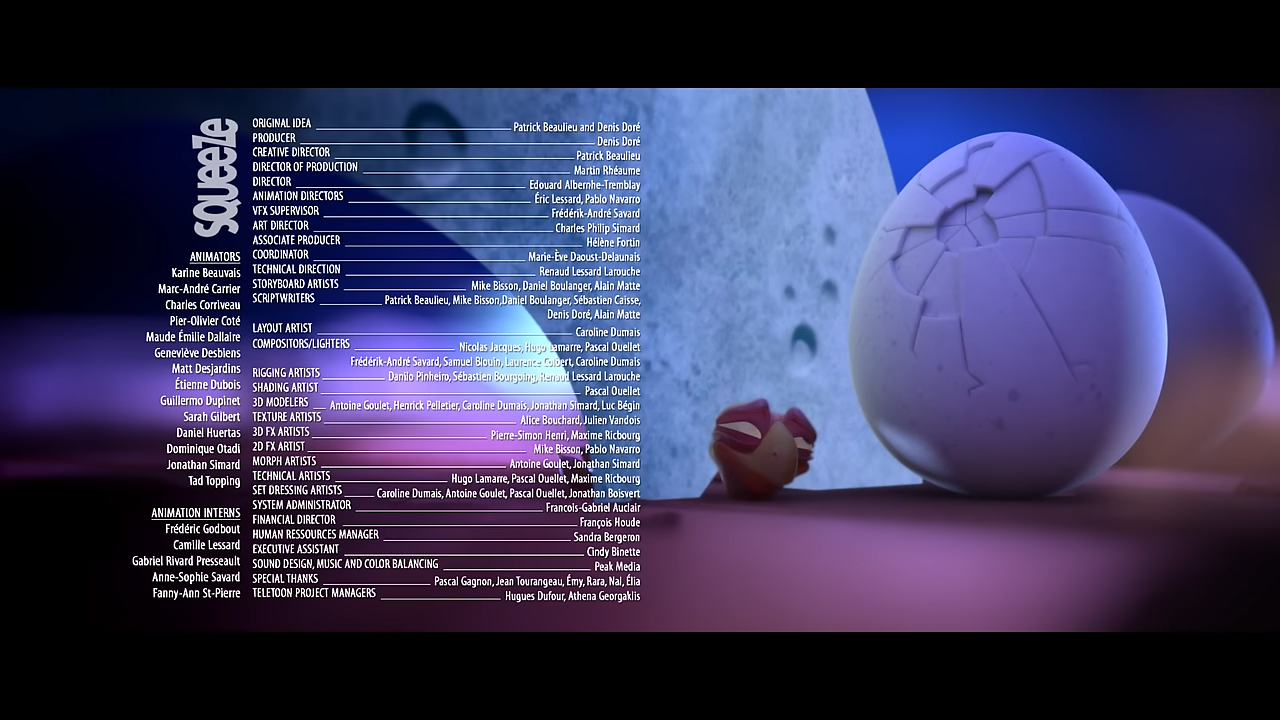 squeeze
ANIMATORS
Karine Beauvais
Marc-André Carrier
Charles Corriveau
Pier-Olivier Coté
Maude Émilie Dallaire
Geneviève Desbiens
Matt Desjardins
Étienne Dubois
Guillermo Dupinet
Sarah Gilbert
Daniel Huertas
Dominique Otadi
Jonathan Simard
Tad Topping
ANIMATION INTERNS
Frédéric Godbout
Camille Lessard
Gabriel Rivard Presseault
Anne-Sophie Savard
Fanny-Ann St-Pierre
ORIGINAL IDEA Patrick Beaulieu and Denis Doré
PRODUCER Denis Doré
CREATIVE DIRECTOR Patrick Beaulieu
DIRECTOR OF PRODUCTION Martin Rhéaume
DIRECTOR Edouard Albernhe-Tremblay
ANIMATION DIRECTORS Éric Lessard, Pablo Navarro
VFX SUPERVISOR Frédérik-André Savard
ART DIRECTOR Charles Philip Simard
ASSOCIATE PRODUCER Hélène Fortin
COORDINATOR Marie-Ève Daoust-Delaunais
TECHNICAL DIRECTION Renaud Lessard Larouche
STORYBOARD ARTISTS Mike Bisson, Daniel Boulanger, Alain Matte
SCRIPTWRITERS Patrick Beaulieu, Mike Bisson,Daniel Boulanger, Sébastien Caisse,
Denis Doré, Alain Matte
LAYOUT ARTIST Caroline Dumais
COMPOSITORS/LIGHTERS Nicolas Jacques, Hugo Lamarre, Pascal Ouellet
Frédérik-André Savard, Samuel Blouin, Laurence Colbert, Caroline Dumais
RIGGING ARTISTS Danilo Pinheiro, Sébastien Bourgoing, Renaud Lessard Larouche
SHADING ARTIST Pascal Ouellet
3D MODELERS Antoine Goulet, Henrick Pelletier, Caroline Dumais, Jonathan Simard, Luc Bégin
TEXTURE ARTISTS Alice Bouchard, Julien Vandois
3D FX ARTISTS Pierre-Simon Henri, Maxime Ricbourg
2D FX ARTIST Mike Bisson, Pablo Navarro
MORPH ARTISTS Antoine Goulet, Jonathan Simard
TECHNICAL ARTISTS Hugo Lamarre, Pascal Ouellet, Maxime Ricbourg
SET DRESSING ARTISTS Caroline Dumais, Antoine Goulet, Pascal Ouellet, Jonathan Boisvert
SYSTEM ADMINISTRATOR Francois-Gabriel Auclair
FINANCIAL DIRECTOR François Houde
HUMAN RESSOURCES MANAGER Sandra Bergeron
EXECUTIVE ASSISTANT Cindy Binette
SOUND DESIGN, MUSIC AND COLOR BALANCING Peak Media
SPECIAL THANKS Pascal Gagnon, Jean Tourangeau, Émy, Rara, Nal, Élia
TELETOON PROJECT MANAGERS Hugues Dufour, Athena Georgaklis